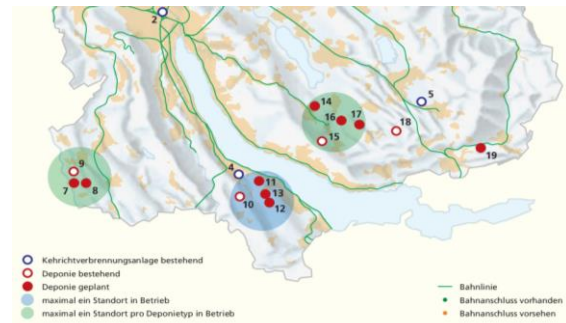 2
14
5
16
17
15
18
19
9
7
8
4
11
13
10
12
Kehrichtverbrennungsanlage bestehend
Deponie bestehend
Deponie geplant
maximal ein Standort in Betrieb
maximal ein Standort pro Deponietyp in Betrieb
Bahnlinie
Bahnanschluss vorhanden
Bahnanschluss vorsehen